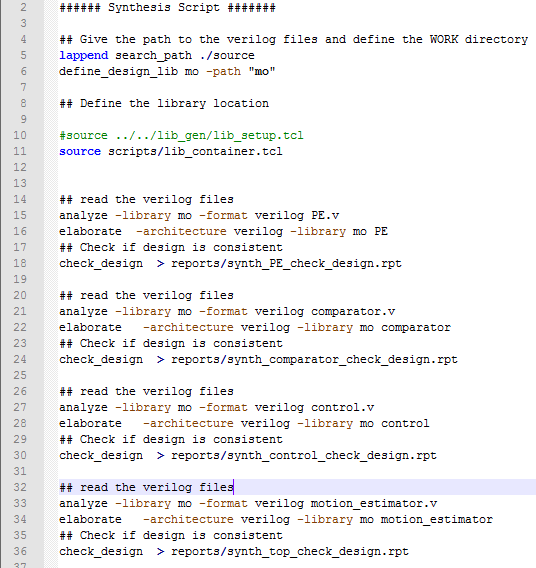 2 ###### Synthesis Script #######
3
4 ## Give the path to the verilog files and define the WORK directory
5 lappend search_path ./source
6 define_design_lib mo -path "mo"
7
8 ## Define the library location
9
10 #source ../../lib_gen/lib_setup.tcl
11 source scripts/lib_container.tcl
12
13
14 ## read the verilog files
15 analyze -library mo -format verilog PE.v
16 elaborate  -architecture verilog -library mo PE
17 ## Check if design is consistent
18 check_design  > reports/synth_PE_check_design.rpt
19
20 ## read the verilog files
21 analyze -library mo -format verilog comparator.v
22 elaborate   -architecture verilog -library mo comparator
23 ## Check if design is consistent
24 check_design  > reports/synth_comparator_check_design.rpt
25
26 ## read the verilog files
27 analyze -library mo -format verilog control.v
28 elaborate   -architecture verilog -library mo control
29 ## Check if design is consistent
30 check_design  > reports/synth_control_check_design.rpt
31
32 ## read the verilog files
33 analyze -library mo -format verilog motion_estimator.v
34 elaborate   -architecture verilog -library mo motion_estimator
35 ## Check if design is consistent
36 check_design  > reports/synth_top_check_design.rpt
37